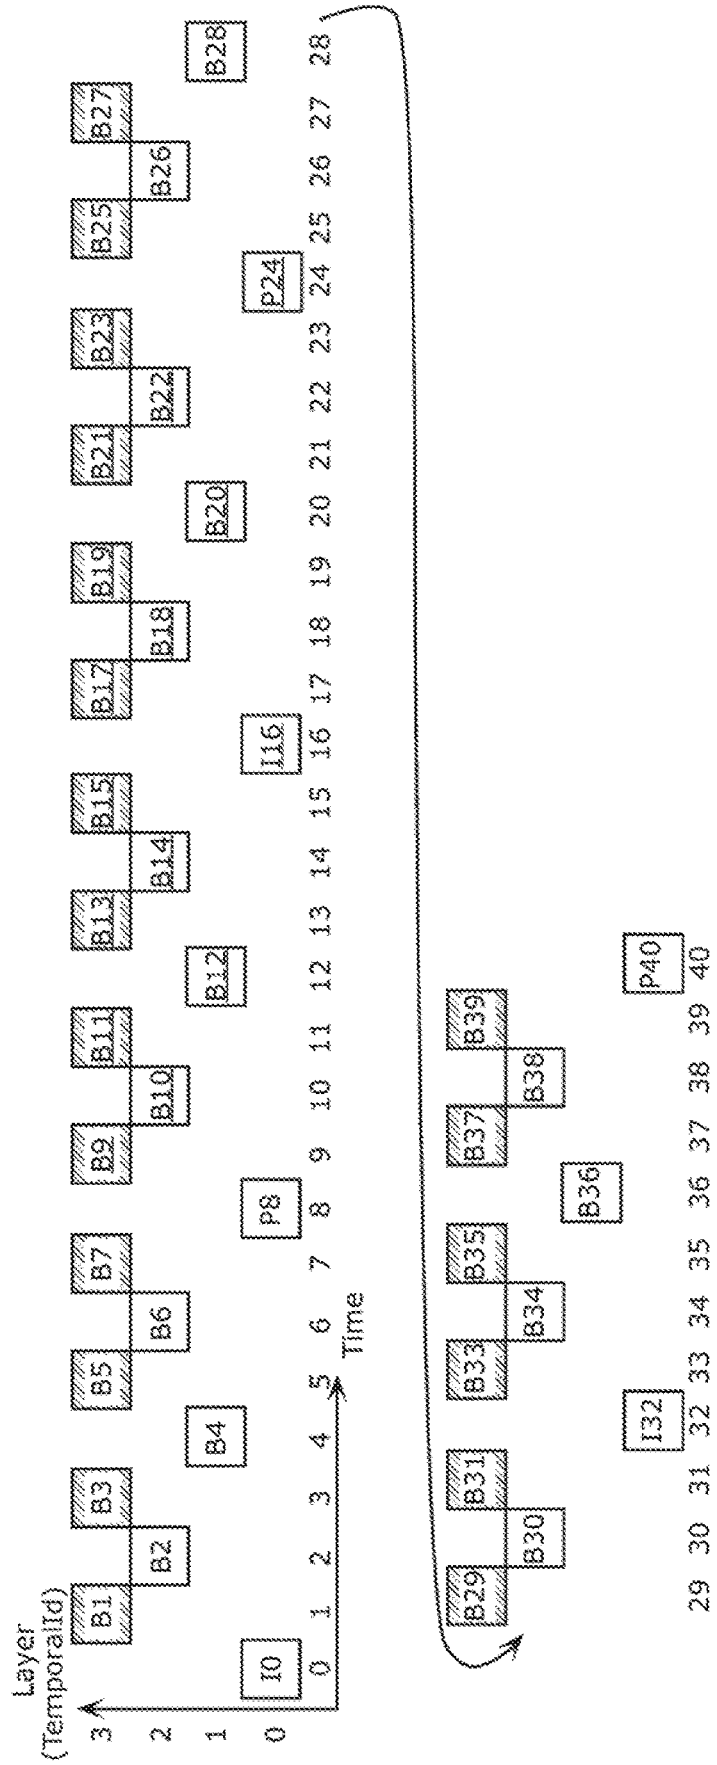 Layer
(TemporalId)
3 B1 B3 B5 B7 B9 B11 B13 B15 B17 B19 B21 B23 B25 B27
2 B2 B6 B10 B14 B18 B22 B26
1 B4 B12 B20 B28
0 I0 P8 I16 P24
0 1 2 3 4 5 6 7 8 9 10 11 12 13 14 15 16 17 18 19 20 21 22 23 24 25 26 27 28
Time
B29 B31 B33 B35 B37 B39
B30 B34 B38
B36
I32 P40
29 30 31 32 33 34 35 36 37 38 39 40